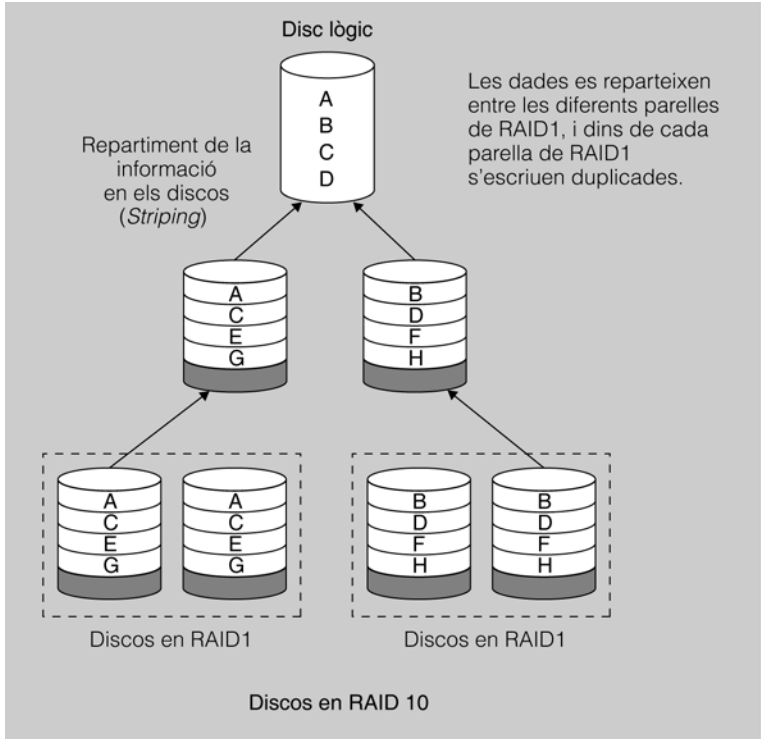 Disc lògic
A
B
C
D
Les dades es reparteixen
entre les diferents parelles
de RAID1, i dins de cada
parella de RAID1
s'escriuen duplicades.
Repartiment de la
informació
en els discos
(Striping)
A
C
E
G
B
D
F
H
A
C
E
G
A
C
E
G
B
D
F
H
B
D
F
H
Discos en RAID1
Discos en RAID1
Discos en RAID 10